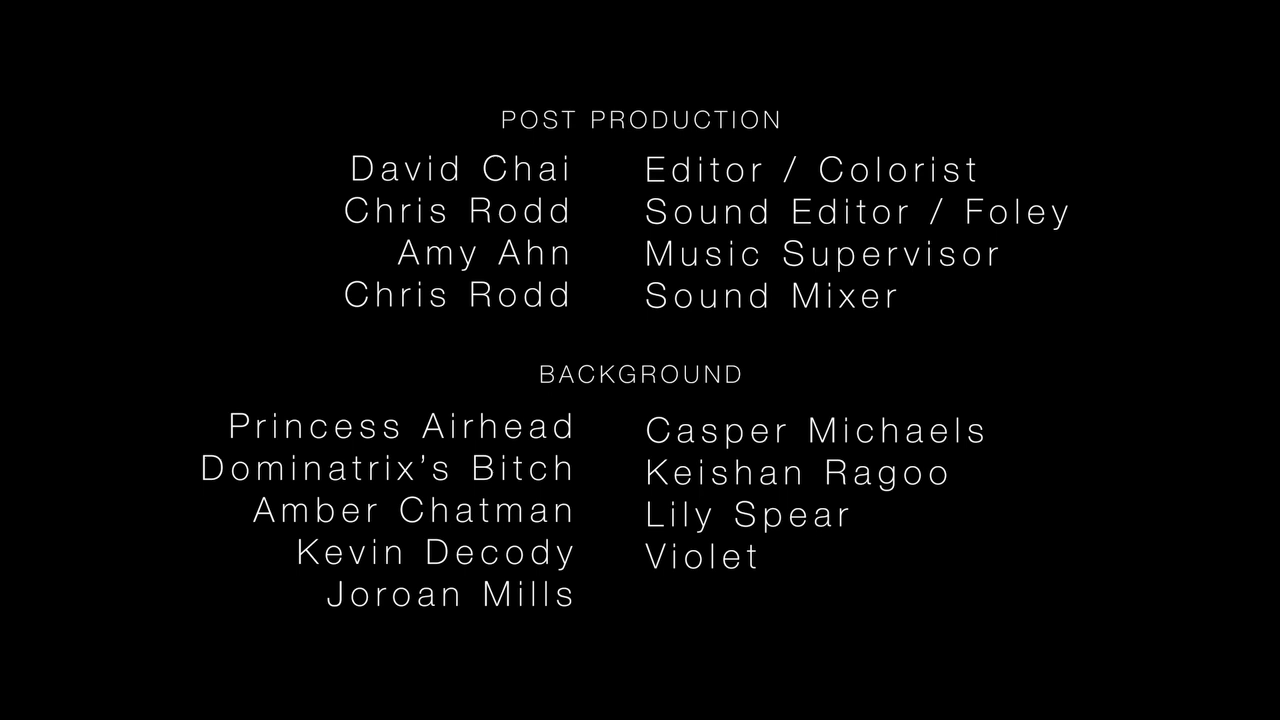 POST PRODUCTION
David Chai Editor / Colorist
Chris Rodd Sound Editor / Foley
Amy Ahn Music Supervisor
Chris Rodd Sound Mixer
BACKGROUND
Princess Airhead Casper Michaels
Dominatrix’s Bitch Keishan Ragoo
Amber Chatman Lily Spear
Kevin Decody Violet
Joroan Mills